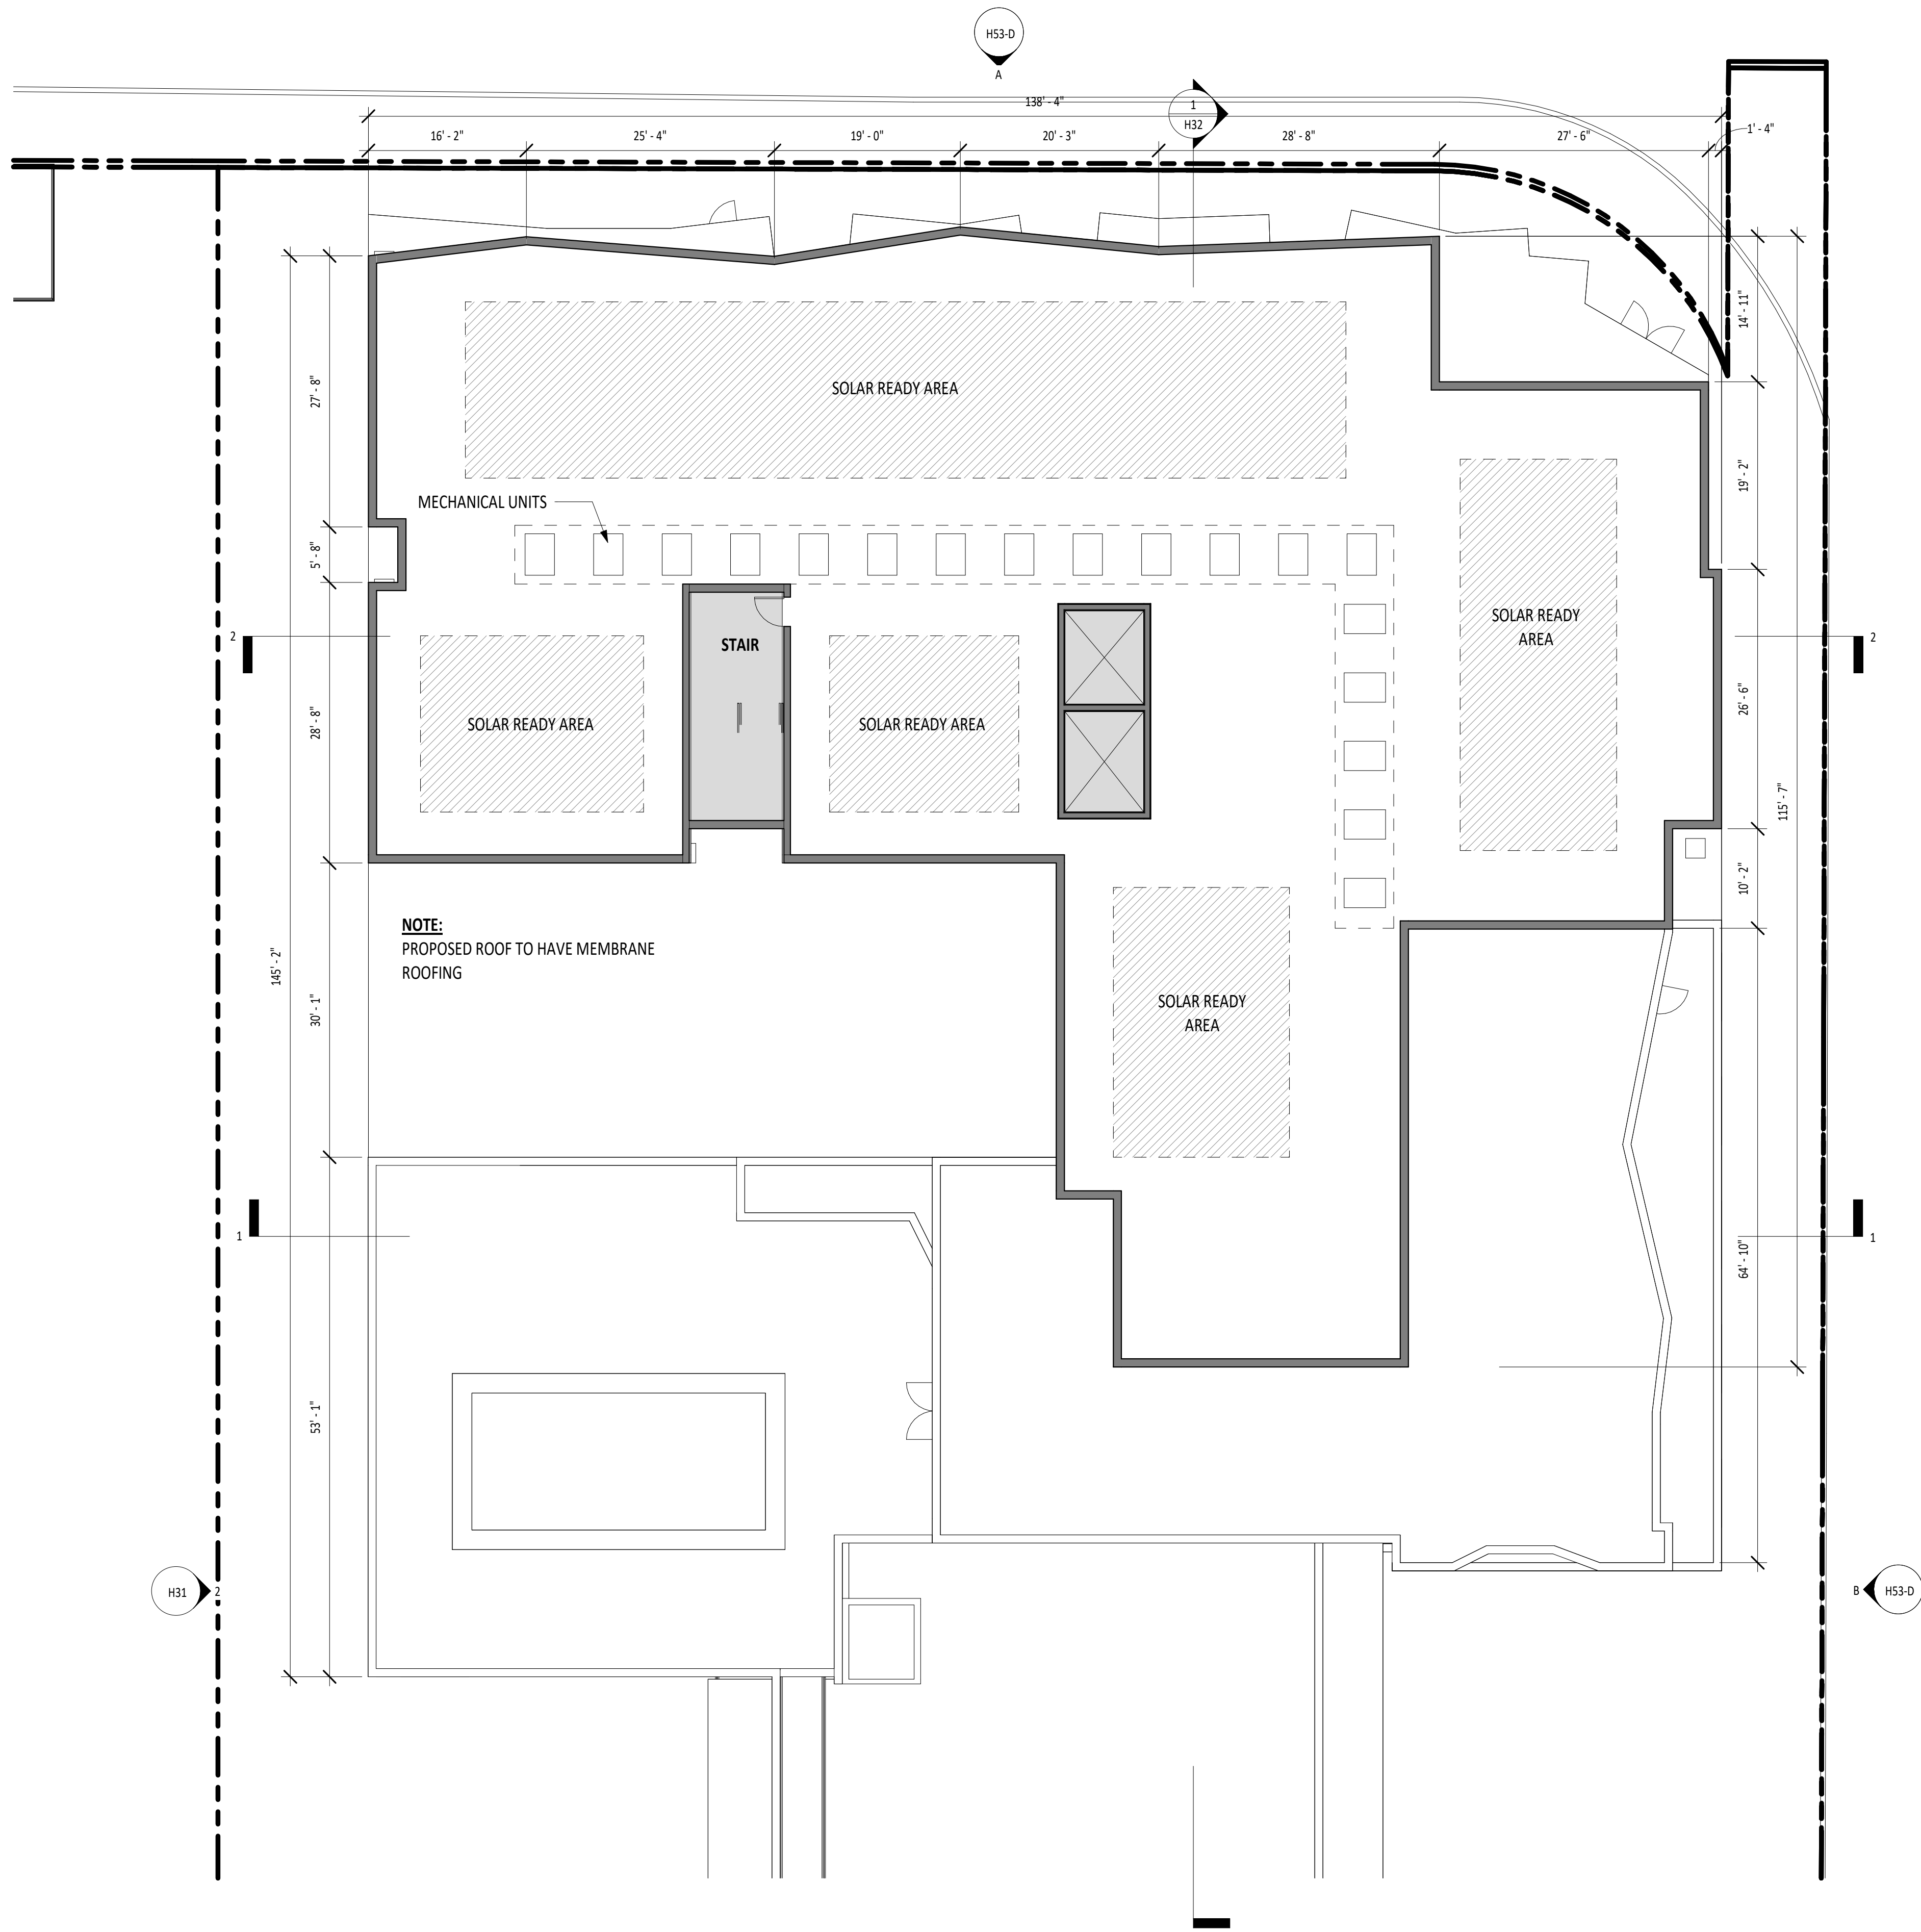 H53-D
A
138' - 4"
1
H32
16' - 2"
25' - 4"
19' - 0"
20' - 3"
28' - 8"
27' - 6"
1' - 4"
14' - 11"
27' - 8"
SOLAR READY AREA
19' - 2"
MECHANICAL UNITS
5' - 8"
SOLAR READY
AREA
2
STAIR
2
28' - 8"
SOLAR READY AREA
SOLAR READY AREA
26' - 6"
115' - 7"
10' - 2"
NOTE:
PROPOSED ROOF TO HAVE MEMBRANE
ROOFING
145' - 2"
30' - 1"
SOLAR READY
AREA
1
1
64' - 10"
53' - 1"
H31
2
B
H53-D